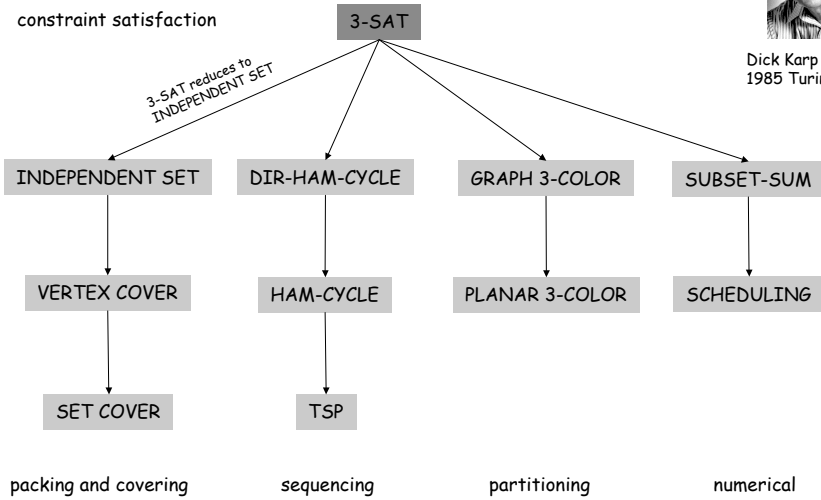 constraint satisfaction
3-SAT
Dick Karp
1985 Turin
3-SAT reduces to
INDEPENDENT SET
INDEPENDENT SET
DIR-HAM-CYCLE
GRAPH 3-COLOR
SUBSET-SUM
VERTEX COVER
HAM-CYCLE
PLANAR 3-COLOR
SCHEDULING
SET COVER
TSP
packing and covering
sequencing
partitioning
numerical